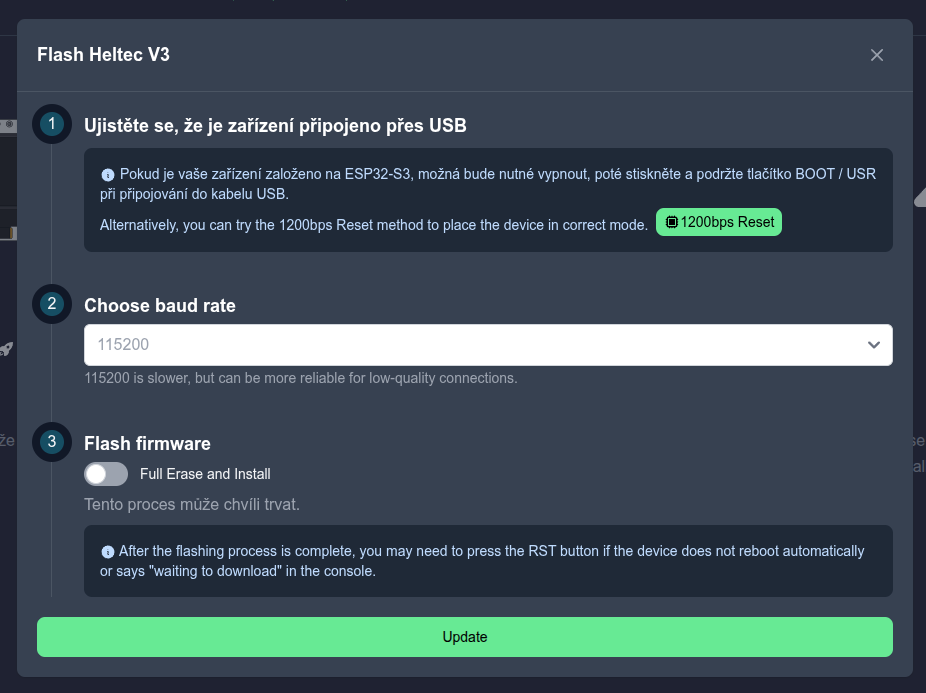 Flash Heltec V3
1
Ujistěte se, že je zařízení připojeno přes USB
Pokud je vaše zařízení založeno na ESP32-S3, možná bude nutné vypnout, poté stiskněte a podržte tlačítko BOOT / USR
při připojování do kabelu USB.
Alternatively, you can try the 1200bps Reset method to place the device in correct mode. 1200bps Reset
2
Choose baud rate
115200
115200 is slower, but can be more reliable for low-quality connections.
3
Flash firmware
že
se
Full Erase and Install
ali
Tento proces může chvíli trvat.
After the flashing process is complete, you may need to press the RST button if the device does not reboot automatically
or says "waiting to download" in the console.
Update